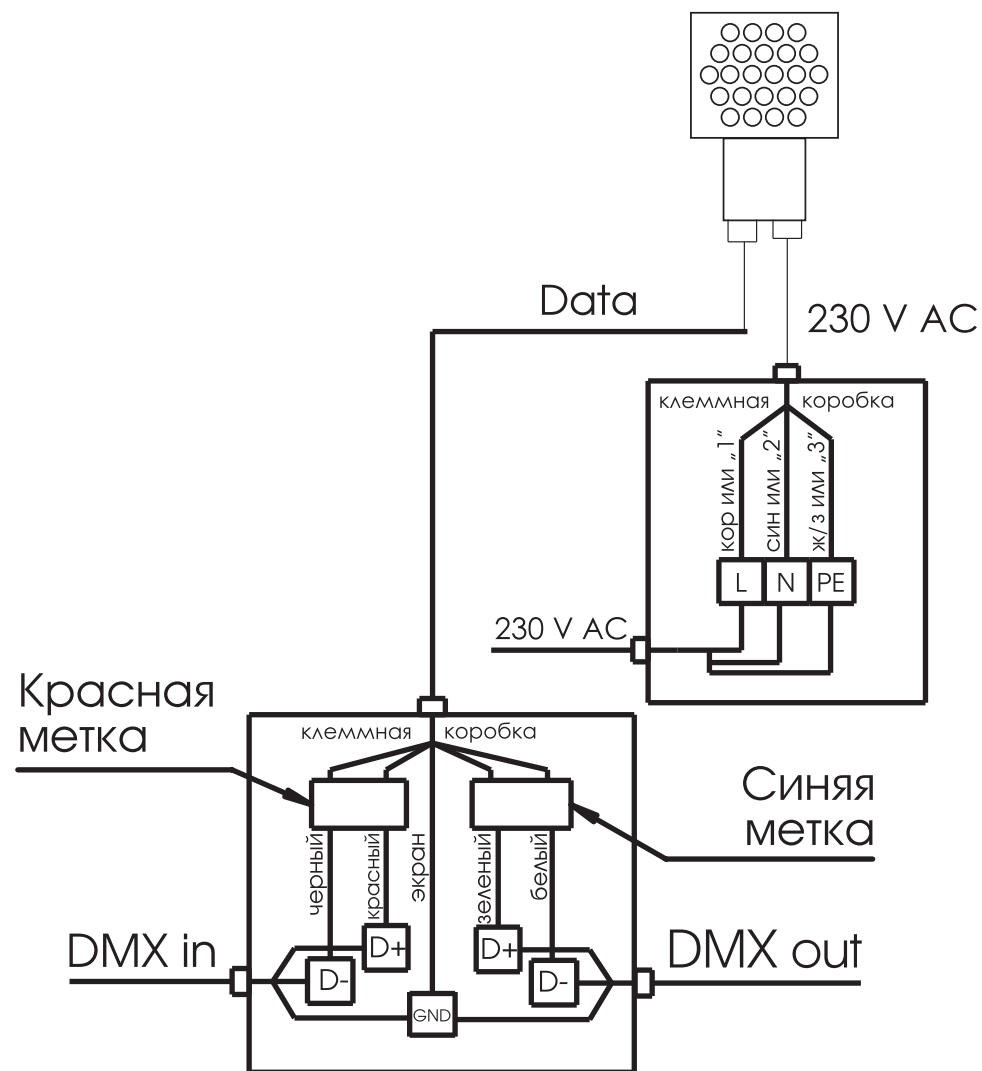 Data
230 V AC
клеммная коробка
кор или „1“
син или „2“
ж/з или „3“
L N PE
230 V AC
Красная
метка
клеммная коробка
Синяя
метка
черный
красный
экран
зеленый
белый
DMX in
D+
D-
GND
D+
D-
DMX out